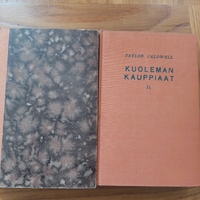 TAYLOR CALDWELL
KUOLEMAN
KAUPPIAAT
II